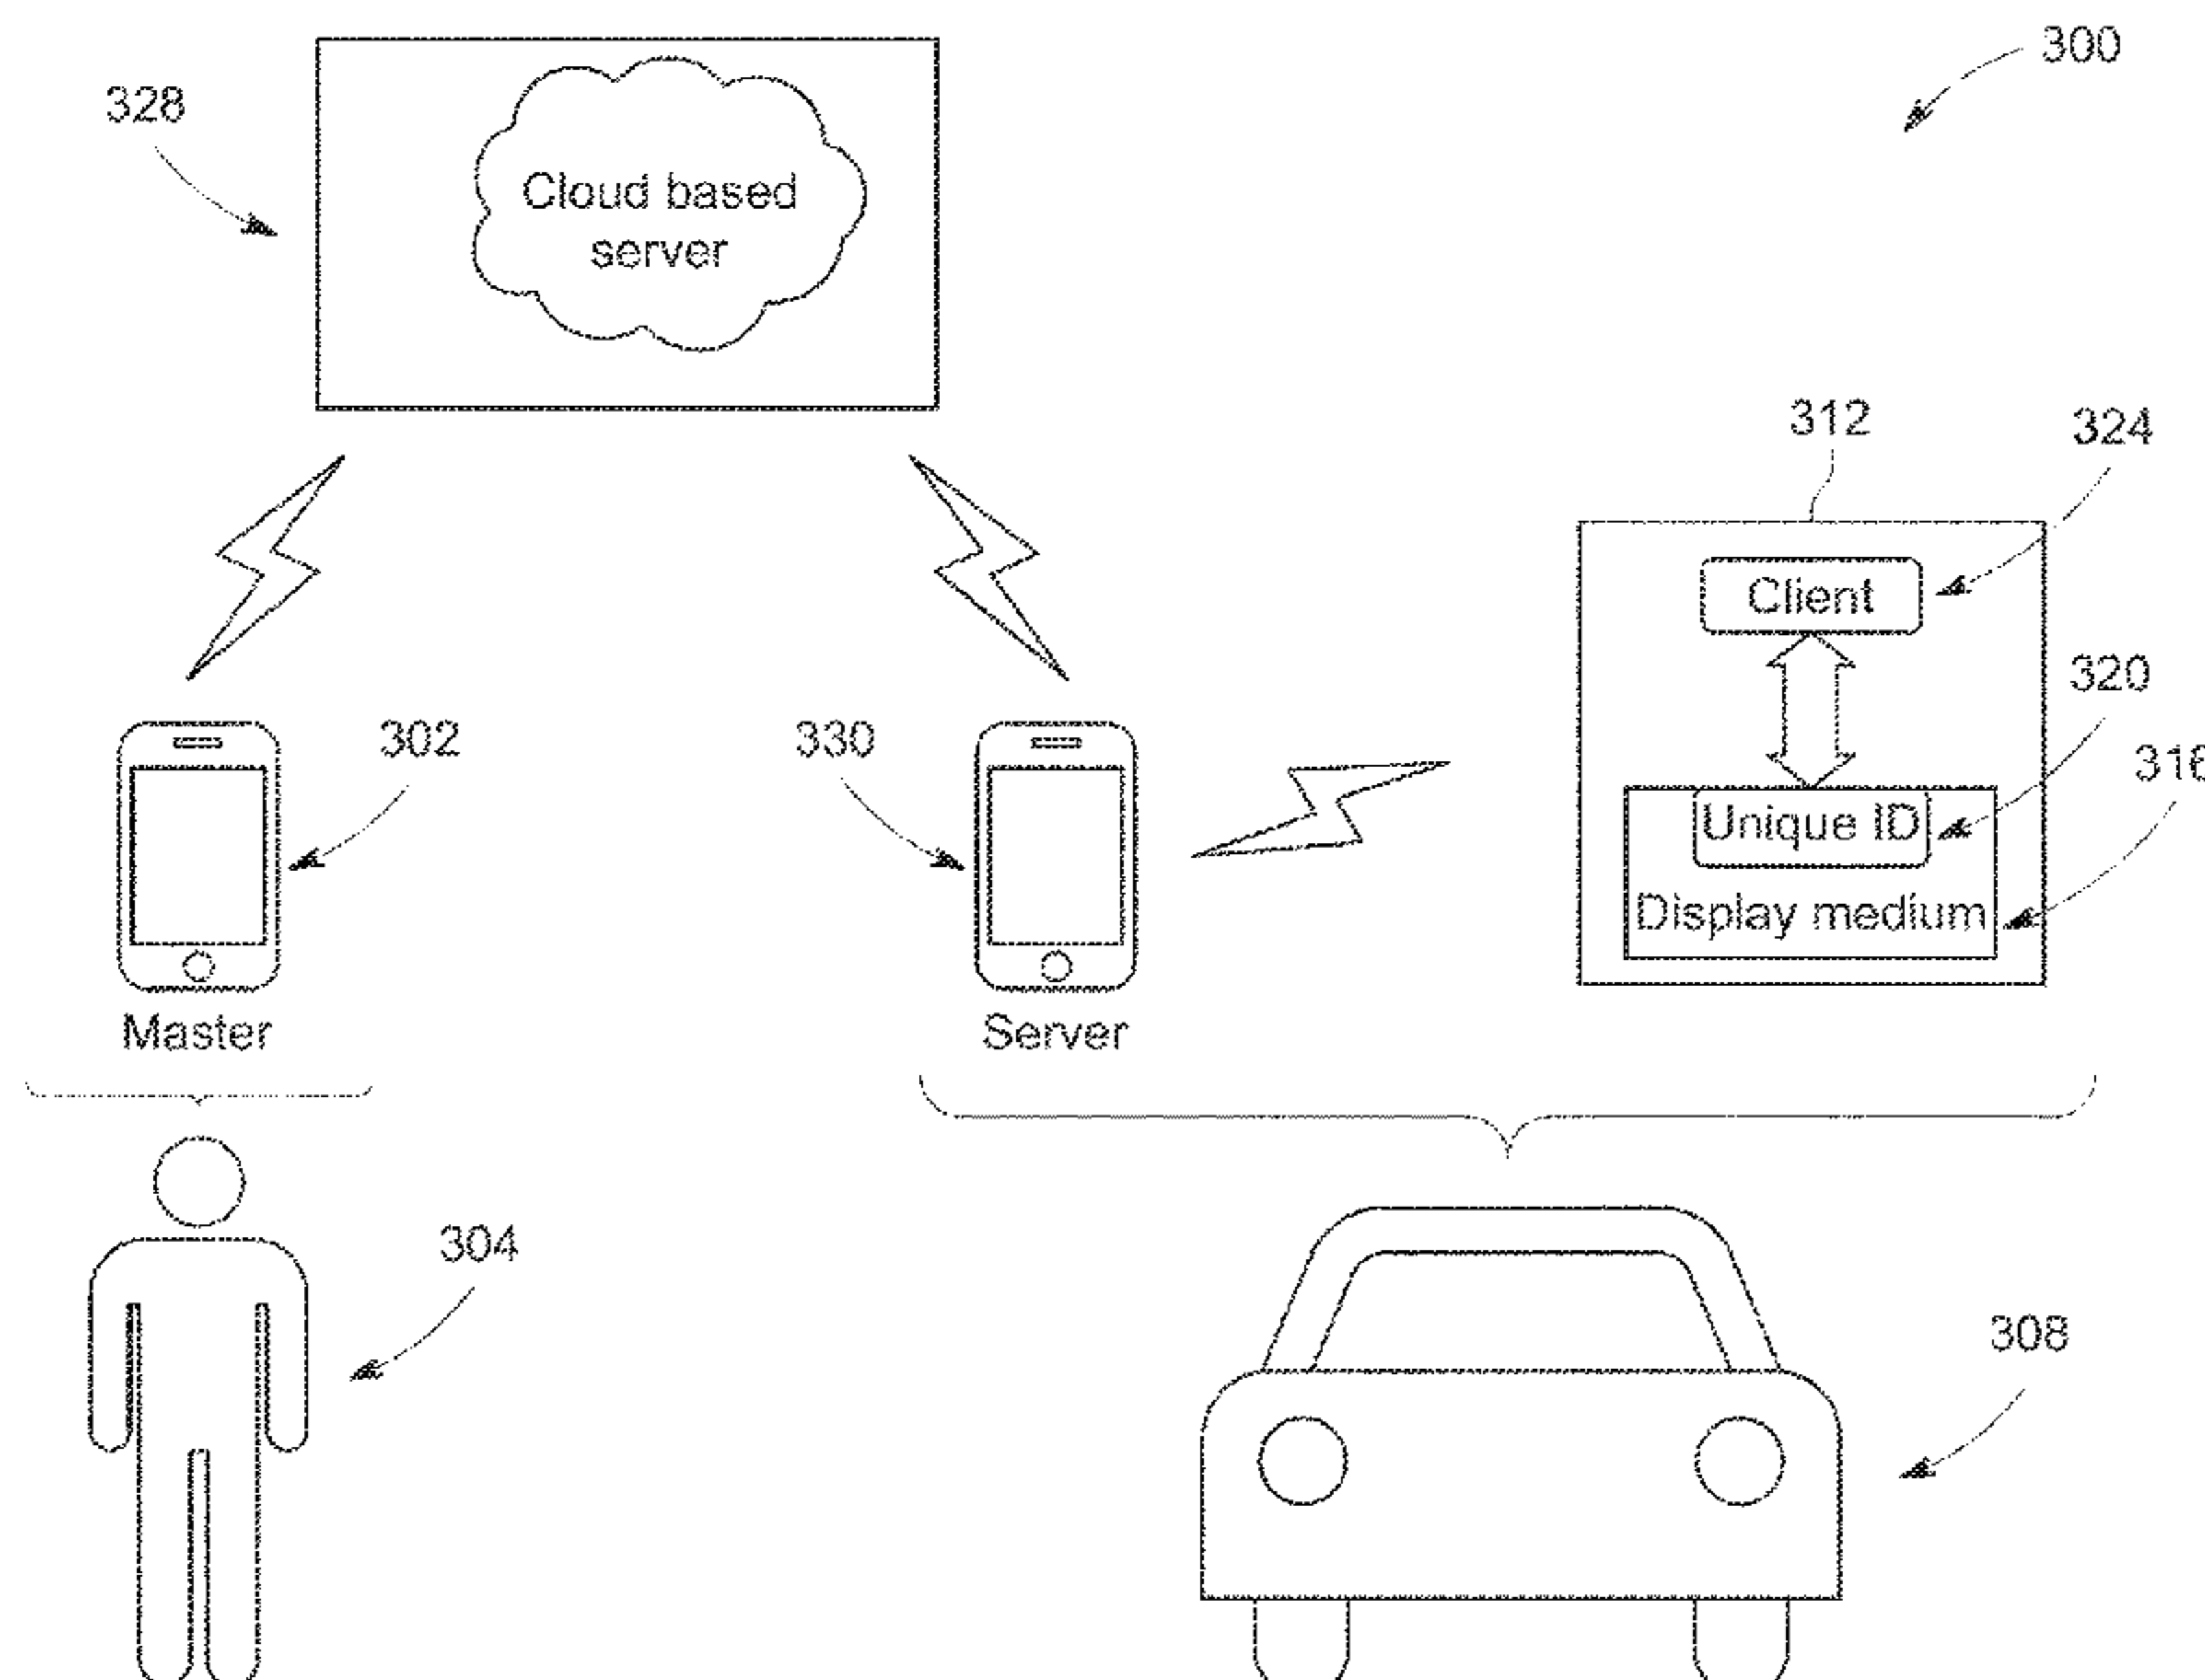 300
328
Cloud based
server
312
324
Client
320
302
330
316
Unique ID
Display medium
Master
Server
304
308